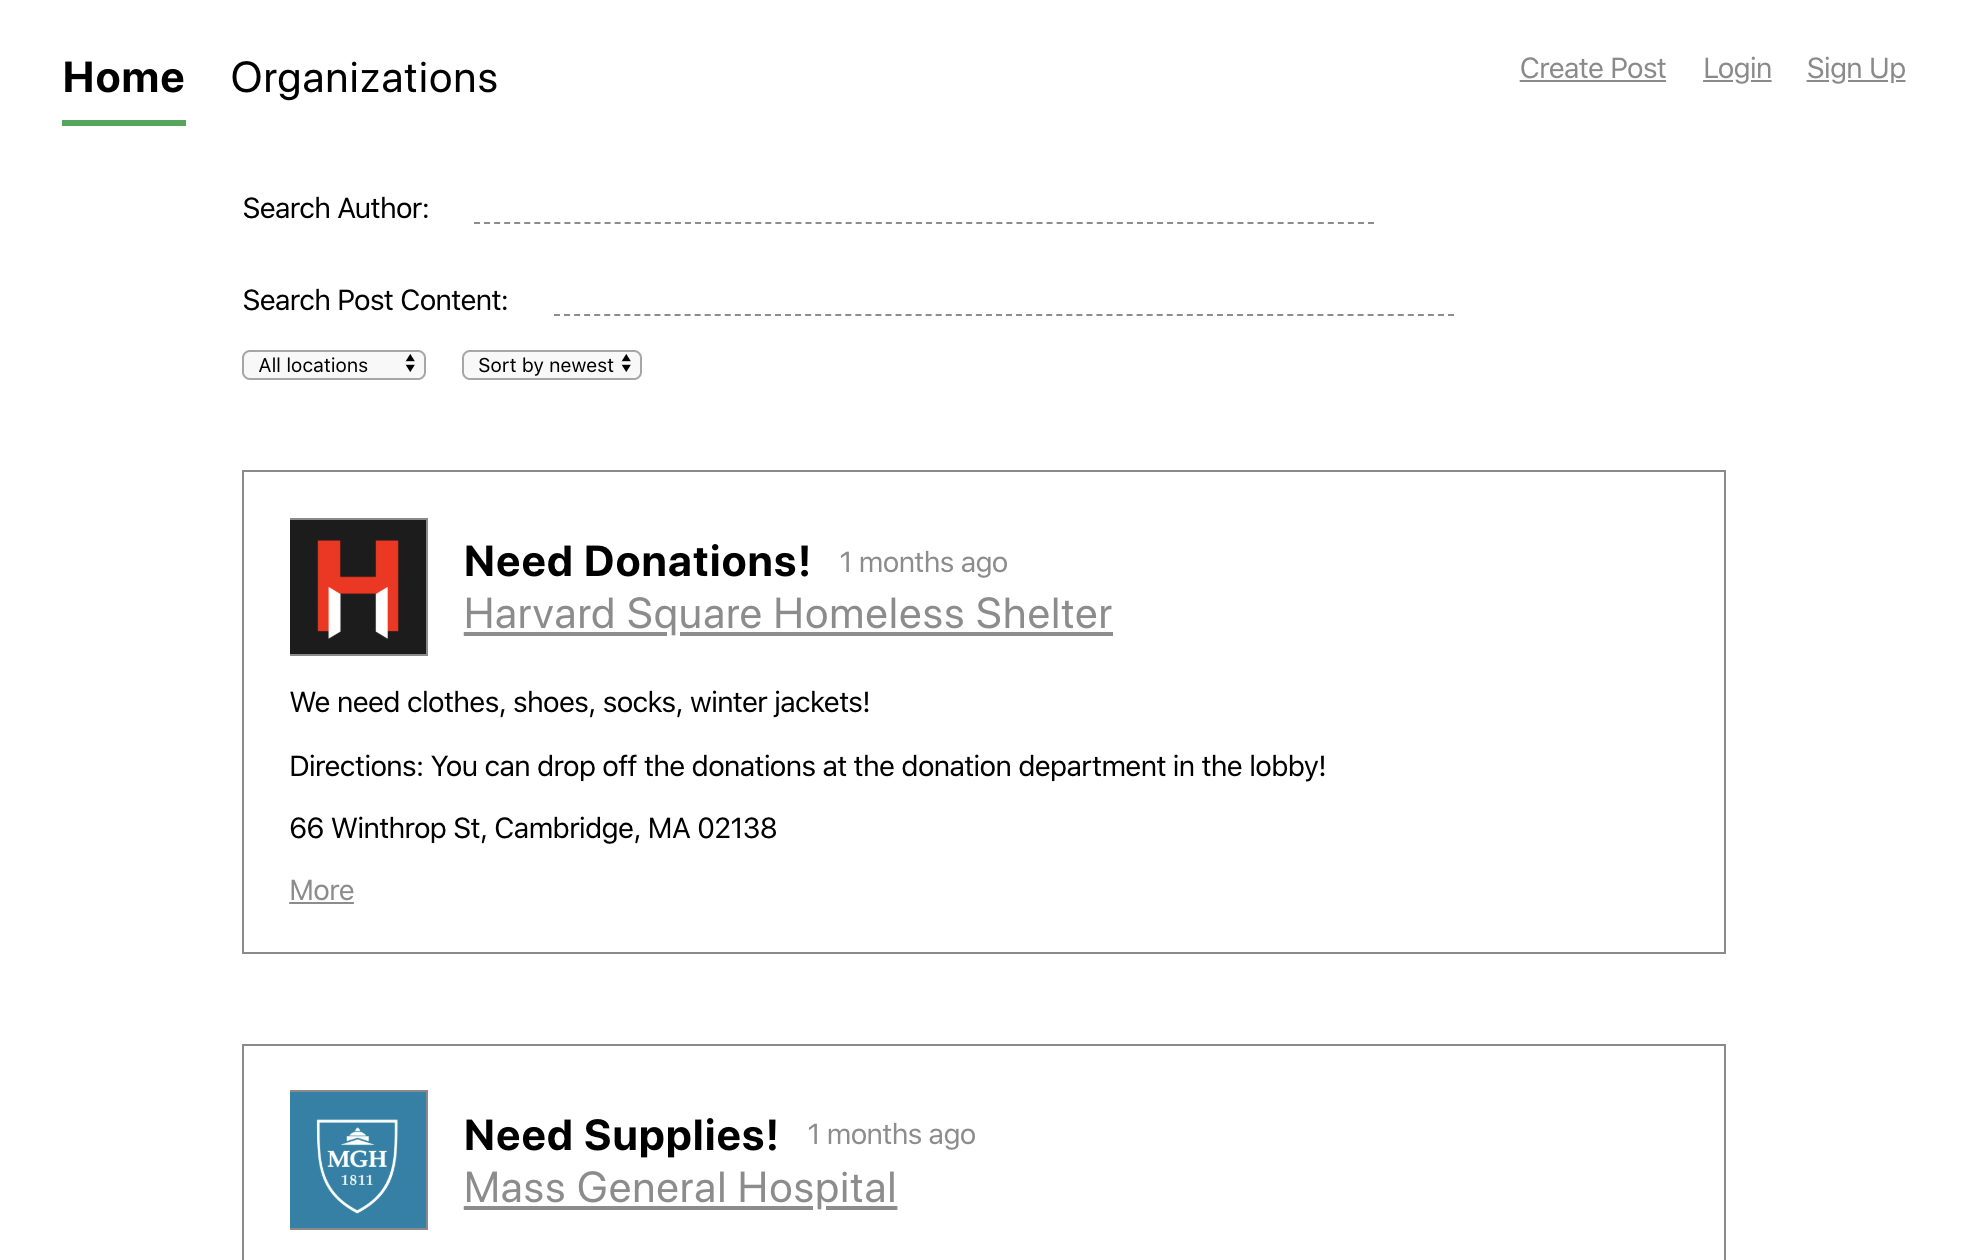 Home Organizations Create Post Login Sign Up
Search Author:
Search Post Content:
All locations Sort by newest
Need Donations! 1 months ago
Harvard Square Homeless Shelter
We need clothes, shoes, socks, winter jackets!
Directions: You can drop off the donations at the donation department in the lobby!
66 Winthrop St, Cambridge, MA 02138
More
MGH
1811
Need Supplies! 1 months ago
Mass General Hospital